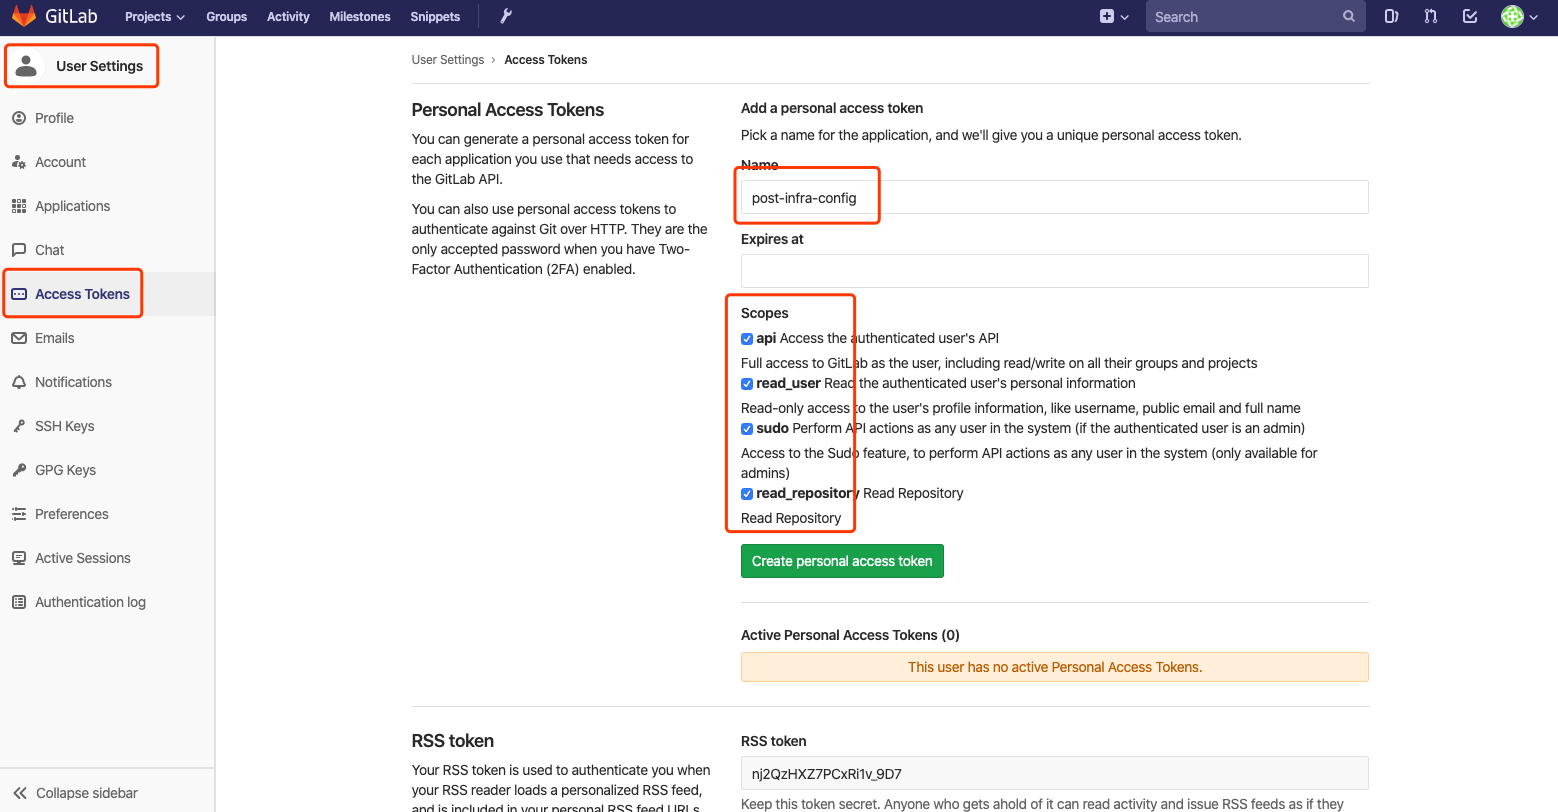 GitLab Projects Groups Activity Milestones Snippets Search
User Settings
Profile
Account
Applications
Chat
Access Tokens
Emails
Notifications
SSH Keys
GPG Keys
Preferences
Active Sessions
Authentication log
Collapse sidebar
User Settings > Access Tokens
Personal Access Tokens
You can generate a personal access token for
each application you use that needs access to
the GitLab API.
You can also use personal access tokens to
authenticate against Git over HTTP. They are the
only accepted password when you have Two-
Factor Authentication (2FA) enabled.
Add a personal access token
Pick a name for the application, and we'll give you a unique personal access token.
Name
post-infra-config
Expires at
Scopes
api Access the authenticated user's API
Full access to GitLab as the user, including read/write on all their groups and projects
read_user Read the authenticated user's personal information
Read-only access to the user's profile information, like username, public email and full name
sudo Perform API actions as any user in the system (if the authenticated user is an admin)
Access to the Sudo feature, to perform API actions as any user in the system (only available for
admins)
read_repository Read Repository
Read Repository
Create personal access token
Active Personal Access Tokens (0)
This user has no active Personal Access Tokens.
RSS token
Your RSS token is used to authenticate you when
your RSS reader loads a personalized RSS feed,
and is included in your personal RSS feed URLs.
RSS token
nj2QzHXZ7PCxRi1v_9D7
Keep this token secret. Anyone who gets ahold of it can read activity and issue RSS feeds as if they